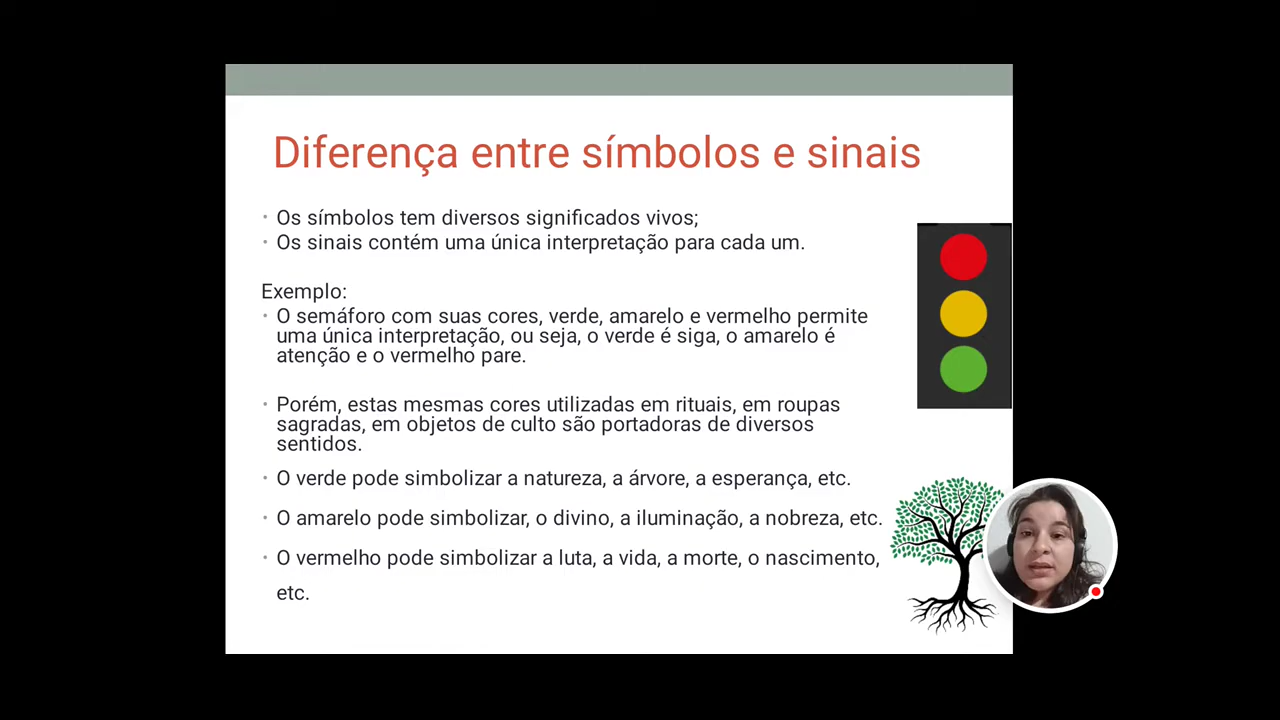 Diferença entre símbolos e sinais
• Os símbolos tem diversos significados vivos;
• Os sinais contém uma única interpretação para cada um.
Exemplo:
• O semáforo com suas cores, verde, amarelo e vermelho permite
uma única interpretação, ou seja, o verde é siga, o amarelo é
atenção e o vermelho pare.
• Porém, estas mesmas cores utilizadas em rituais, em roupas
sagradas, em objetos de culto são portadoras de diversos
sentidos.
• O verde pode simbolizar a natureza, a árvore, a esperança, etc.
• O amarelo pode simbolizar, o divino, a iluminação, a nobreza, etc.
• O vermelho pode simbolizar a luta, a vida, a morte, o nascimento,
etc.